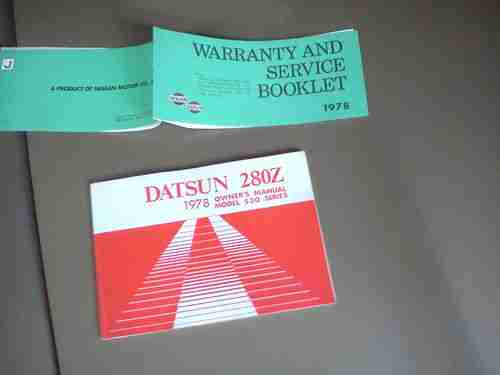 A PRODUCT OF NISSAN MOTOR CO.,
WARRANTY AND
SERVICE
BOOKLET
1978
DATSUN 280Z
1978 OWNER'S MANUAL
MODEL S30 SERIES